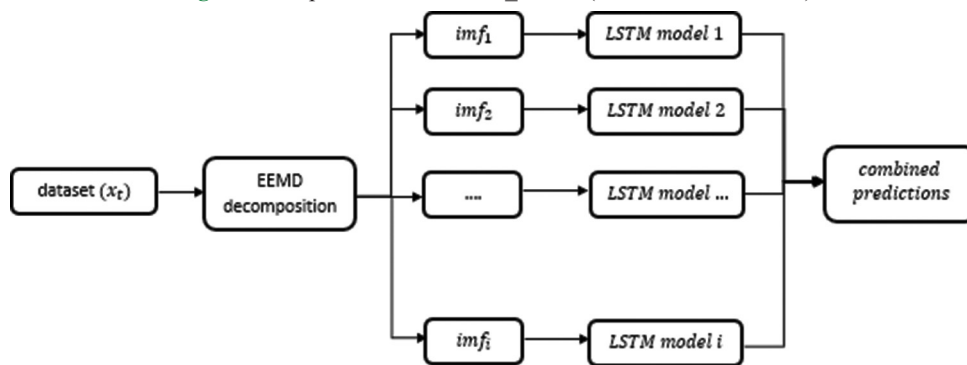 imf₁
LSTM model 1
imf₂
LSTM model 2
dataset (xₜ)
EEMD
decomposition
....
LSTM model ...
combined
predictions
imfᵢ
LSTM model i